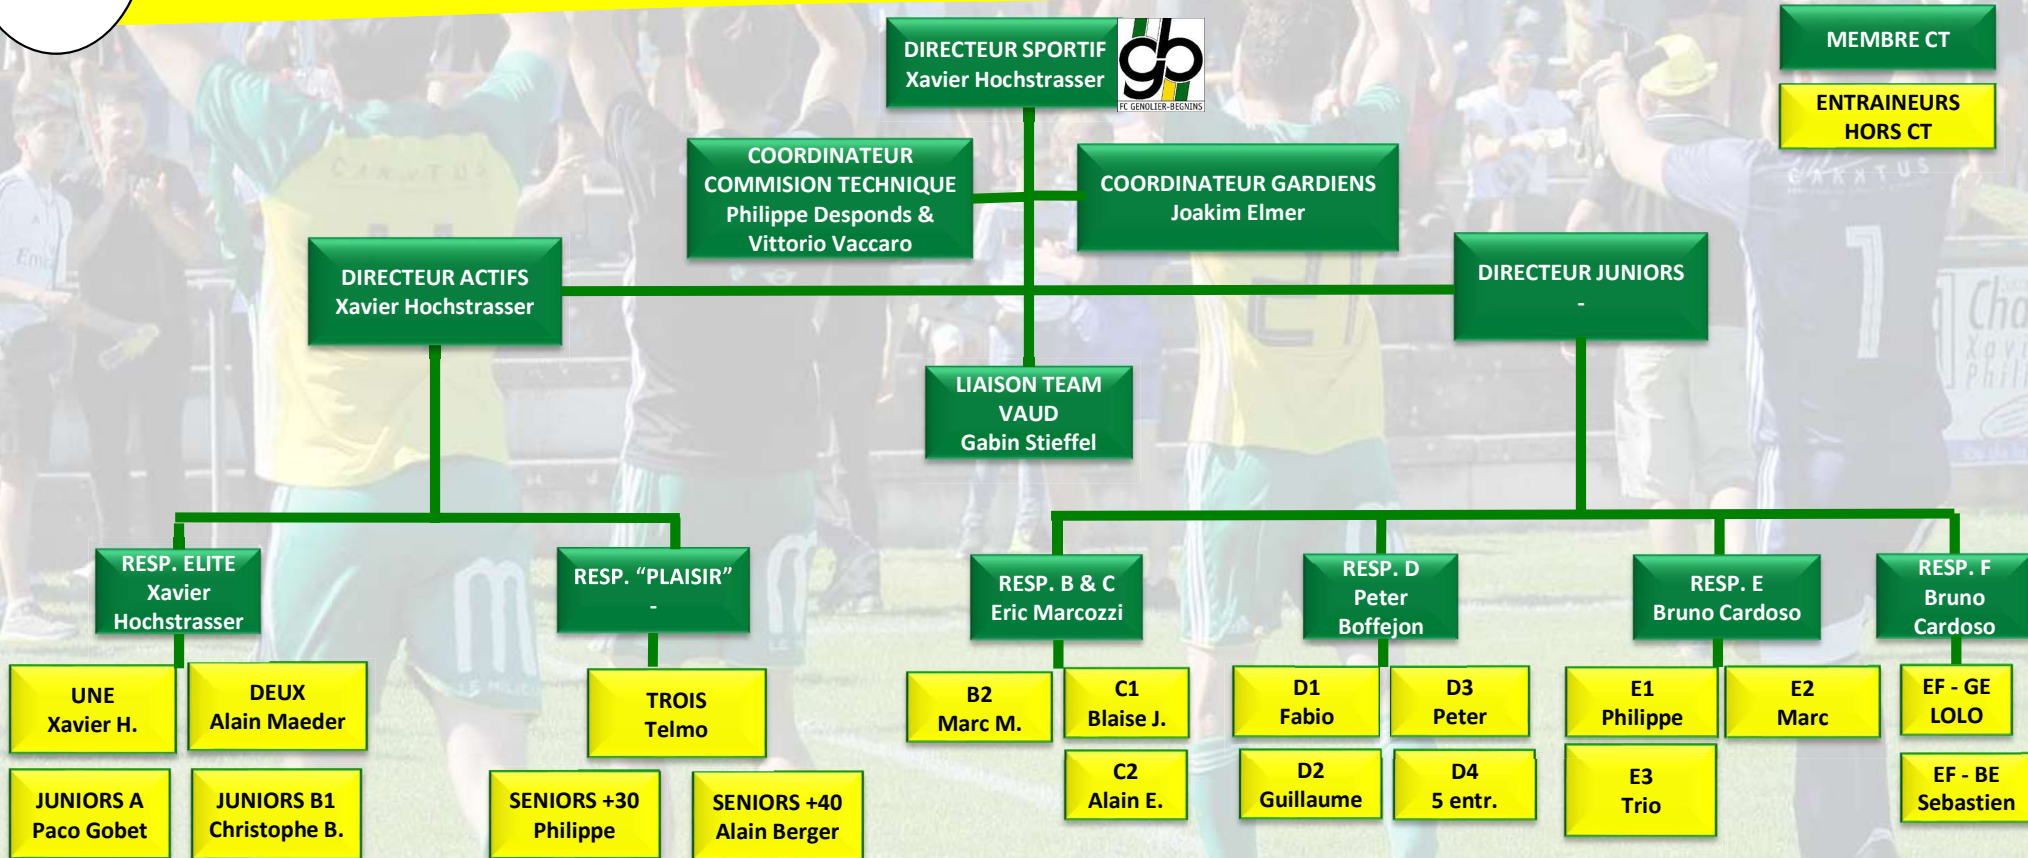 DIRECTEUR SPORTIF
Xavier Hochstrasser
gb
FC GENOLIER-BEGNINS
MEMBRE CT
ENTRAINEURS
HORS CT
COORDINATEUR
COMMISION TECHNIQUE
Philippe Desponds &
Vittorio Vaccaro
COORDINATEUR GARDIENS
Joakim Elmer
DIRECTEUR ACTIFS
Xavier Hochstrasser
DIRECTEUR JUNIORS
-
LIAISON TEAM
VAUD
Gabin Stieffel
RESP. ELITE
Xavier
Hochstrasser
RESP. “PLAISIR”
-
RESP. B & C
Eric Marcozzi
RESP. D
Peter
Boffejon
RESP. E
Bruno Cardoso
RESP. F
Bruno
Cardoso
UNE
Xavier H.
DEUX
Alain Maeder
TROIS
Telmo
B2
Marc M.
C1
Blaise J.
D1
Fabio
D3
Peter
E1
Philippe
E2
Marc
EF - GE
LOLO
JUNIORS A
Paco Gobet
JUNIORS B1
Christophe B.
SENIORS +30
Philippe
SENIORS +40
Alain Berger
C2
Alain E.
D2
Guillaume
D4
5 entr.
E3
Trio
EF - BE
Sebastien
CARATUS
21
1